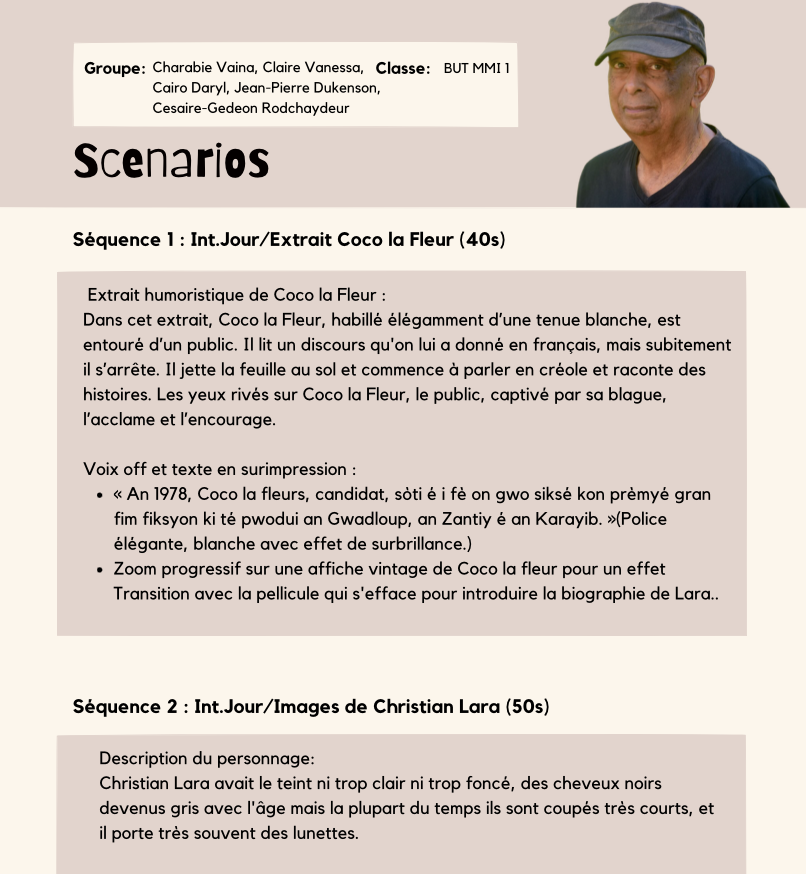 Groupe: Charabie Vaina, Claire Vanessa, Classe: BUT MMI 1
Cairo Daryl, Jean-Pierre Dukenson,
Cesaire-Gedeon Rodchaydeur
Scenarios
Séquence 1 : Int.Jour/Extrait Coco la Fleur (40s)
Extrait humoristique de Coco la Fleur :
Dans cet extrait, Coco la Fleur, habillé élégamment d’une tenue blanche, est
entouré d’un public. Il lit un discours qu'on lui a donné en français, mais subitement
il s’arrête. Il jette la feuille au sol et commence à parler en créole et raconte des
histoires. Les yeux rivés sur Coco la Fleur, le public, captivé par sa blague,
l’acclame et l’encourage.
Voix off et texte en surimpression :
• « An 1978, Coco la fleurs, candidat, sòti é i fè on gwo siksé kon prèmyé gran
fim fiksyon ki té pwodui an Gwadloup, an Zantiy é an Karayib. »(Police
élégante, blanche avec effet de surbrillance.)
• Zoom progressif sur une affiche vintage de Coco la fleur pour un effet
Transition avec la pellicule qui s'efface pour introduire la biographie de Lara..
Séquence 2 : Int.Jour/Images de Christian Lara (50s)
Description du personnage:
Christian Lara avait le teint ni trop clair ni trop foncé, des cheveux noirs
devenus gris avec l'âge mais la plupart du temps ils sont coupés très courts, et
il porte très souvent des lunettes.